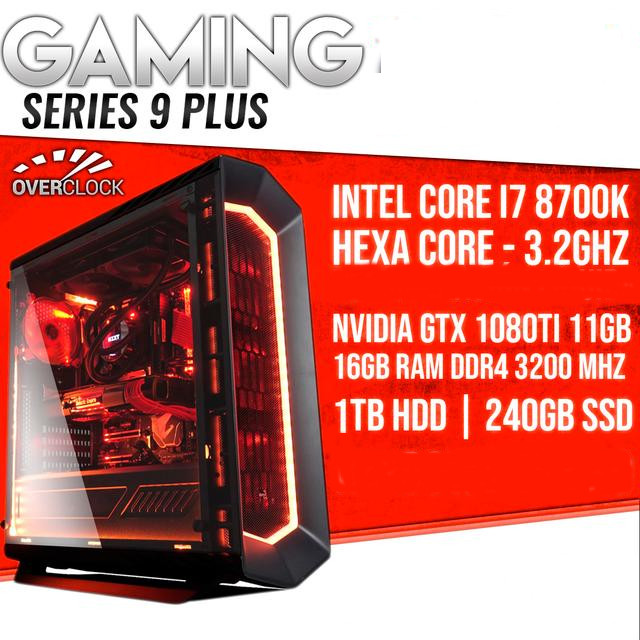 GAMING
SERIES 9 PLUS
OVERCLOCK
INTEL CORE I7 8700K
HEXA CORE - 3.2GHZ
NVIDIA GTX 1080TI 11GB
16GB RAM DDR4 3200 MHZ
1TB HDD | 240GB SSD
NZXT